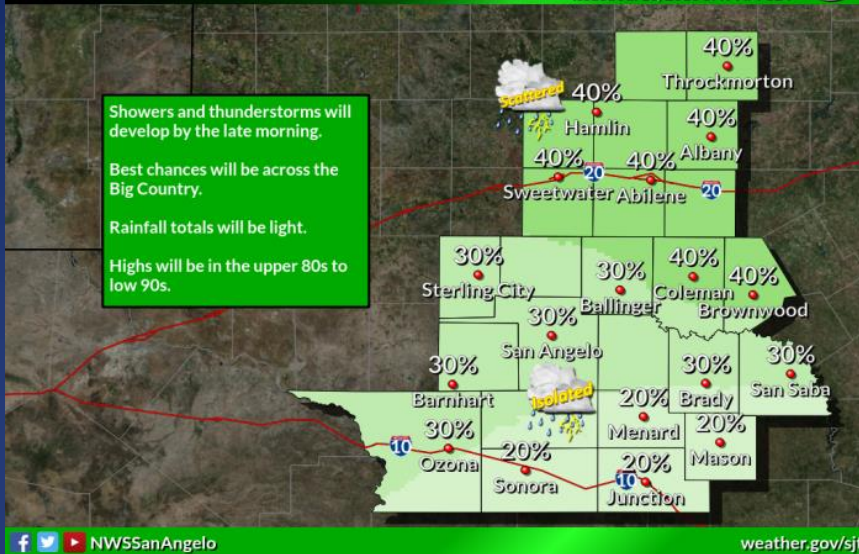 Showers and thunderstorms will
develop by the late morning.
Best chances will be across the
Big Country.
Rainfall totals will be light.
Highs will be in the upper 80s to
low 90s.
40%
Throckmorton
Scattered
40%
Hamlin
40%
Albany
40%
Sweetwater
20
40%
Abilene
20
30%
Sterling City
30%
Ballinger
40%
Coleman
40%
Brownwood
30%
San Angelo
30%
Barnhart
Isolated
30%
Brady
30%
San Saba
20%
Menard
20%
Mason
10
30%
Ozona
20%
Sonora
10
20%
Junction
NWSSanAngelo
weather.gov/sjt